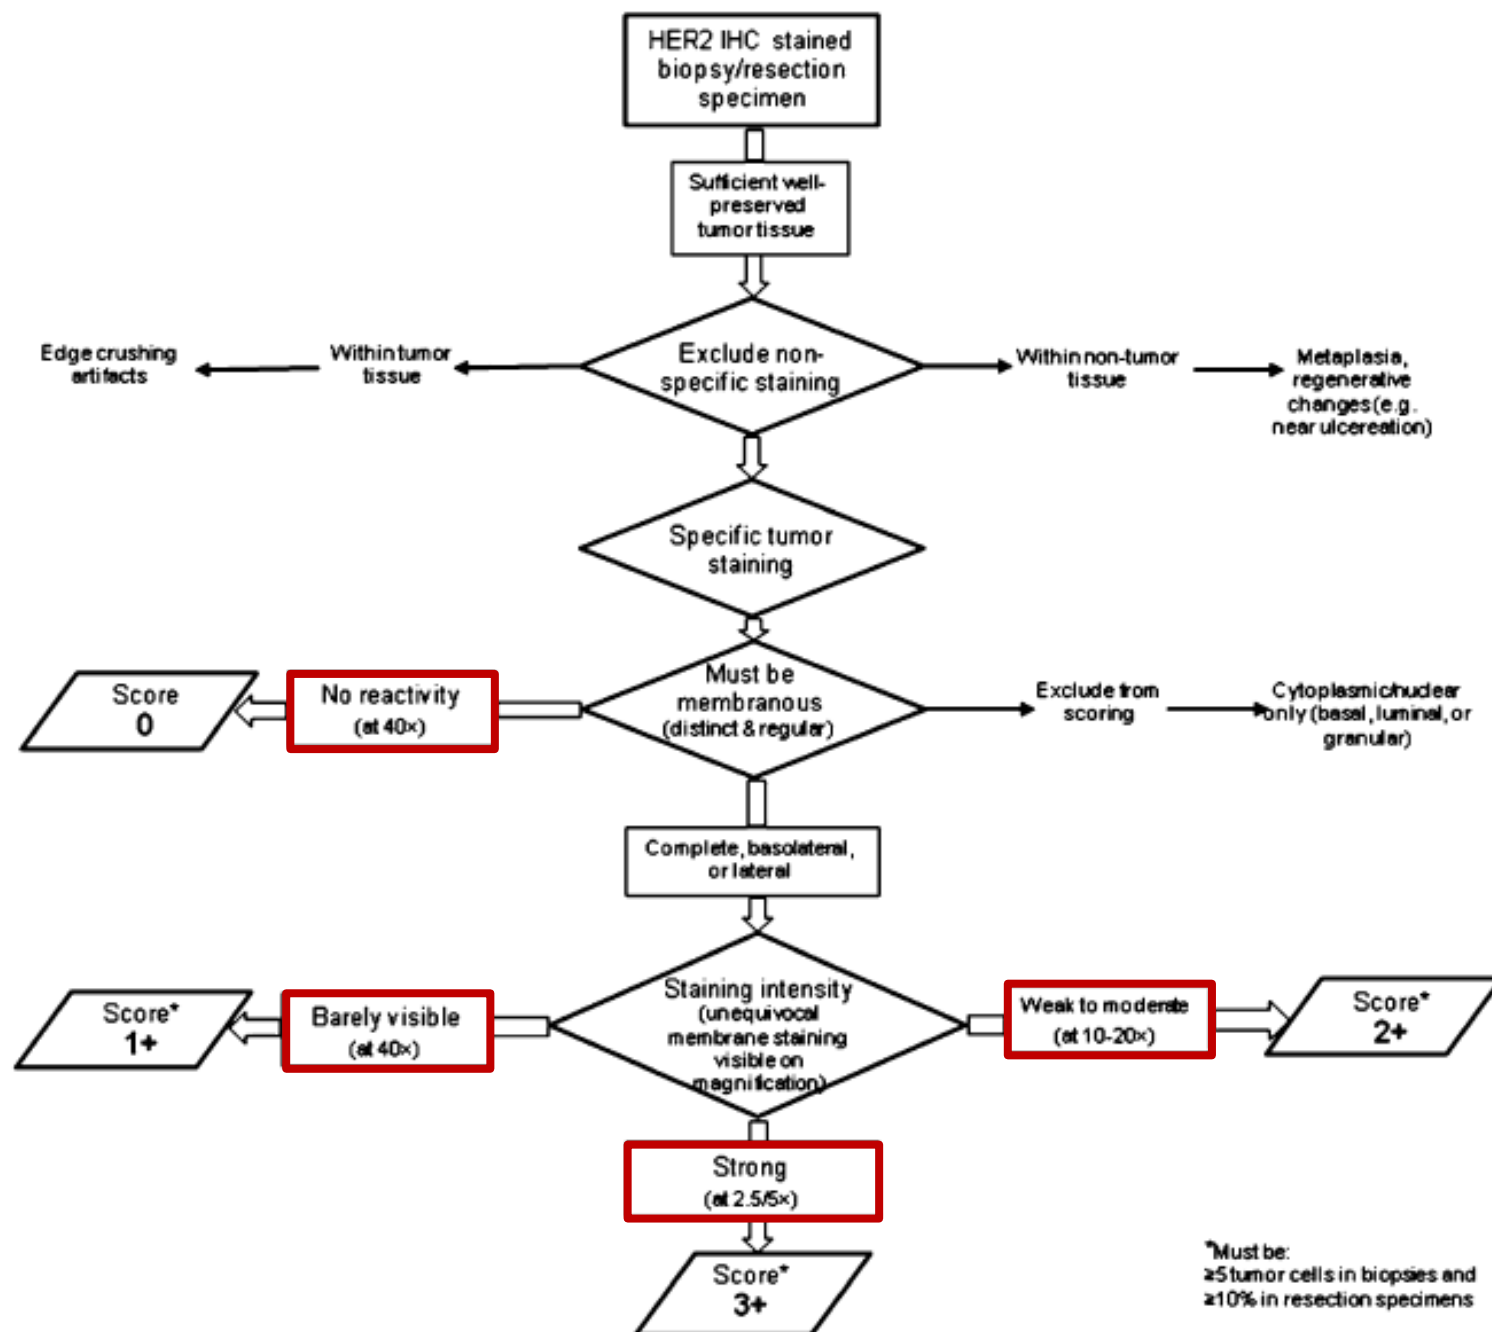 HER2 IHC stained
biopsy/resection
specimen
Sufficient well-
preserved
tumor tissue
Edge crushing
artifacts
Within tumor
tissue
Exclude non-
specific staining
Within non-tumor
tissue
Metaplasia,
regenerative
changes (e.g.
near ulcereation)
Specific tumor
staining
Score
0
No reactivity
(at 40×)
Must be
membranous
(distinct & regular)
Exclude from
scoring
Cytoplasmic/nuclear
only (basal, luminal, or
granular)
Complete, basolateral,
or lateral
Score*
1+
Barely visible
(at 40×)
Staining intensity
(unequivocal
membrane staining
visible on
magnification)
Weak to moderate
(at 10-20×)
Score*
2+
Strong
(at 2.5/5×)
Score*
3+
*Must be:
≥5 tumor cells in biopsies and
≥10% in resection specimens